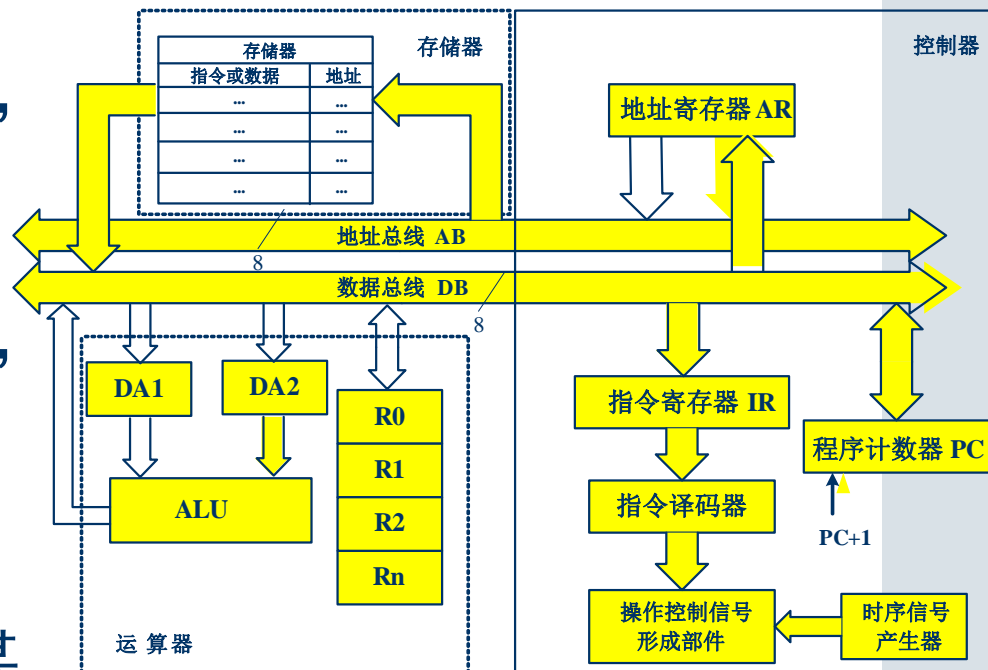 存储器
控制器
存储器
指令或数据 地址
... ...
... ...
... ...
... ...
,
地址寄存器 AR
地址总线 AB
8
数据总线 DB
8
,
DA1
DA2
R0
R1
R2
Rn
ALU
指令寄存器 IR
程序计数器 PC
指令译码器
PC+1
操作控制信号
形成部件
时序信号
产生器
运 算器